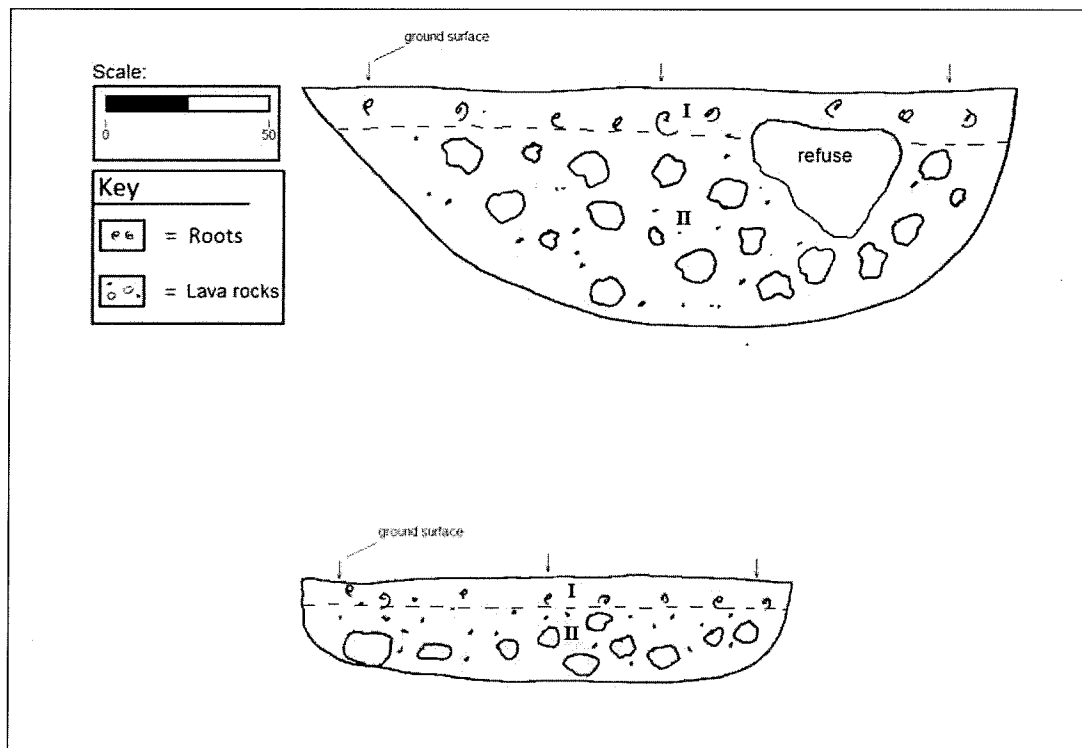 ground surface
Scale:
0 50
Key
= Roots
= Lava rocks
I
refuse
II
ground surface
I
II